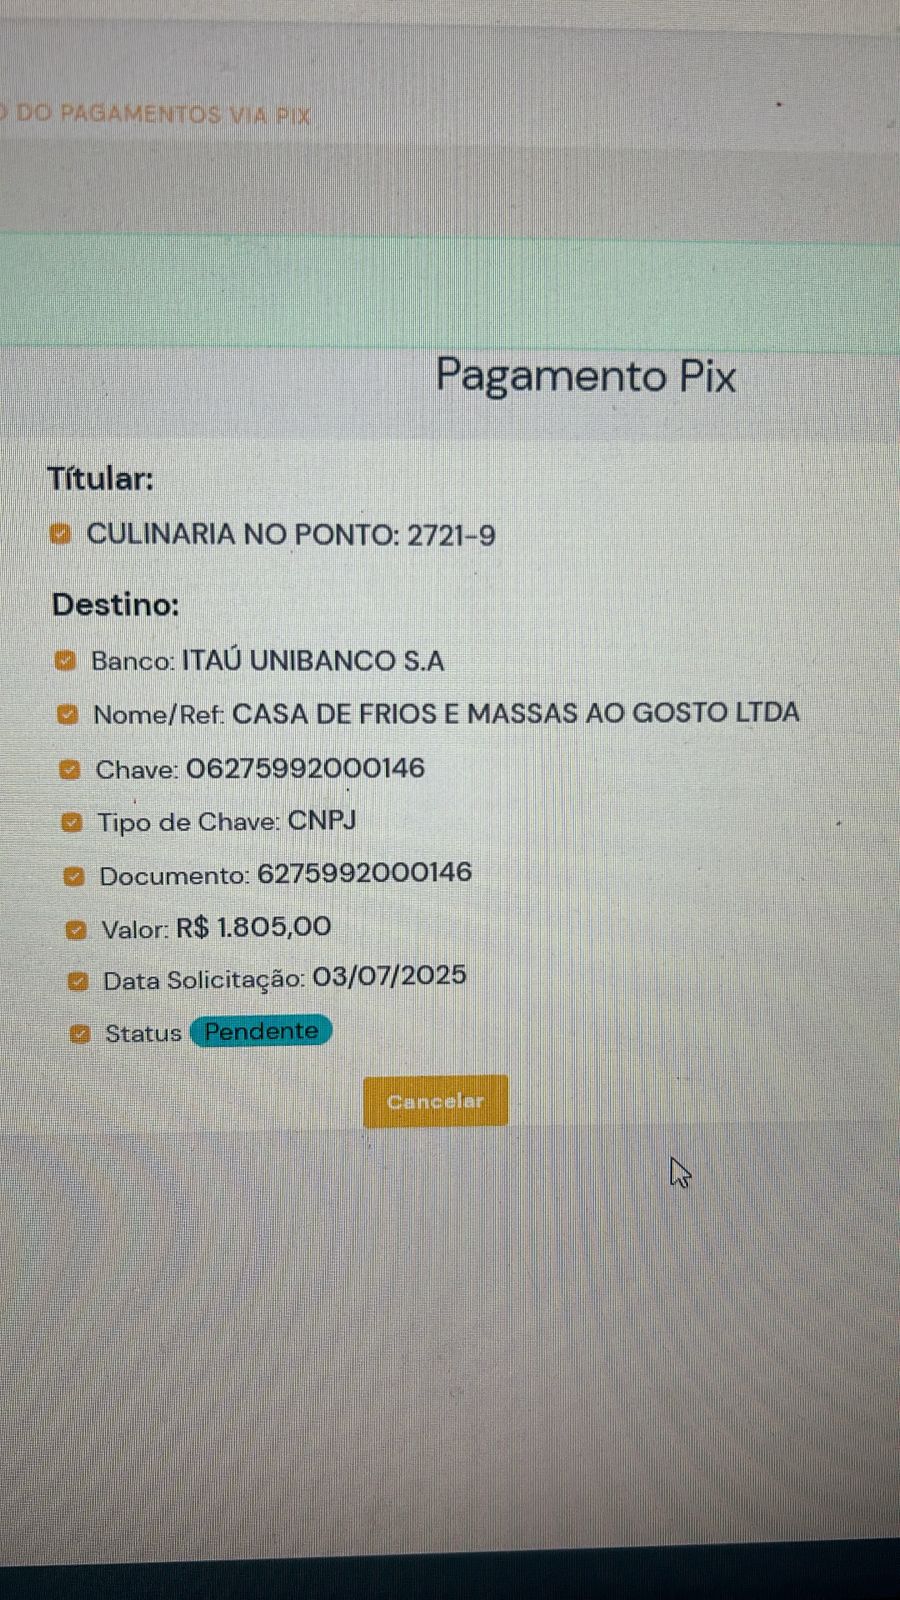 DO PAGAMENTOS VIA PIX
Pagamento Pix
Títular:
CULINARIA NO PONTO: 2721-9
Destino:
Banco: ITAÚ UNIBANCO S.A
Nome/Ref: CASA DE FRIOS E MASSAS AO GOSTO LTDA
Chave: 06275992000146
Tipo de Chave: CNPJ
Documento: 6275992000146
Valor: R$ 1.805,00
Data Solicitação: 03/07/2025
Status Pendente
Cancelar